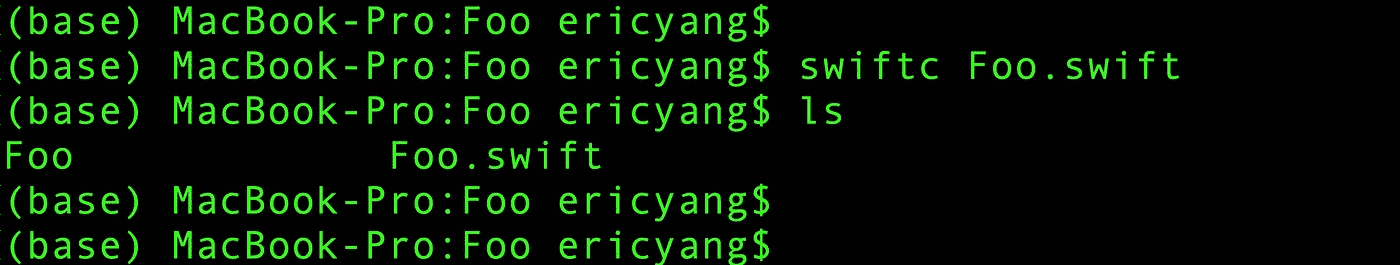 (base) MacBook-Pro:Foo ericyang$
(base) MacBook-Pro:Foo ericyang$ swiftc Foo.swift
(base) MacBook-Pro:Foo ericyang$ ls
Foo Foo.swift
(base) MacBook-Pro:Foo ericyang$
(base) MacBook-Pro:Foo ericyang$